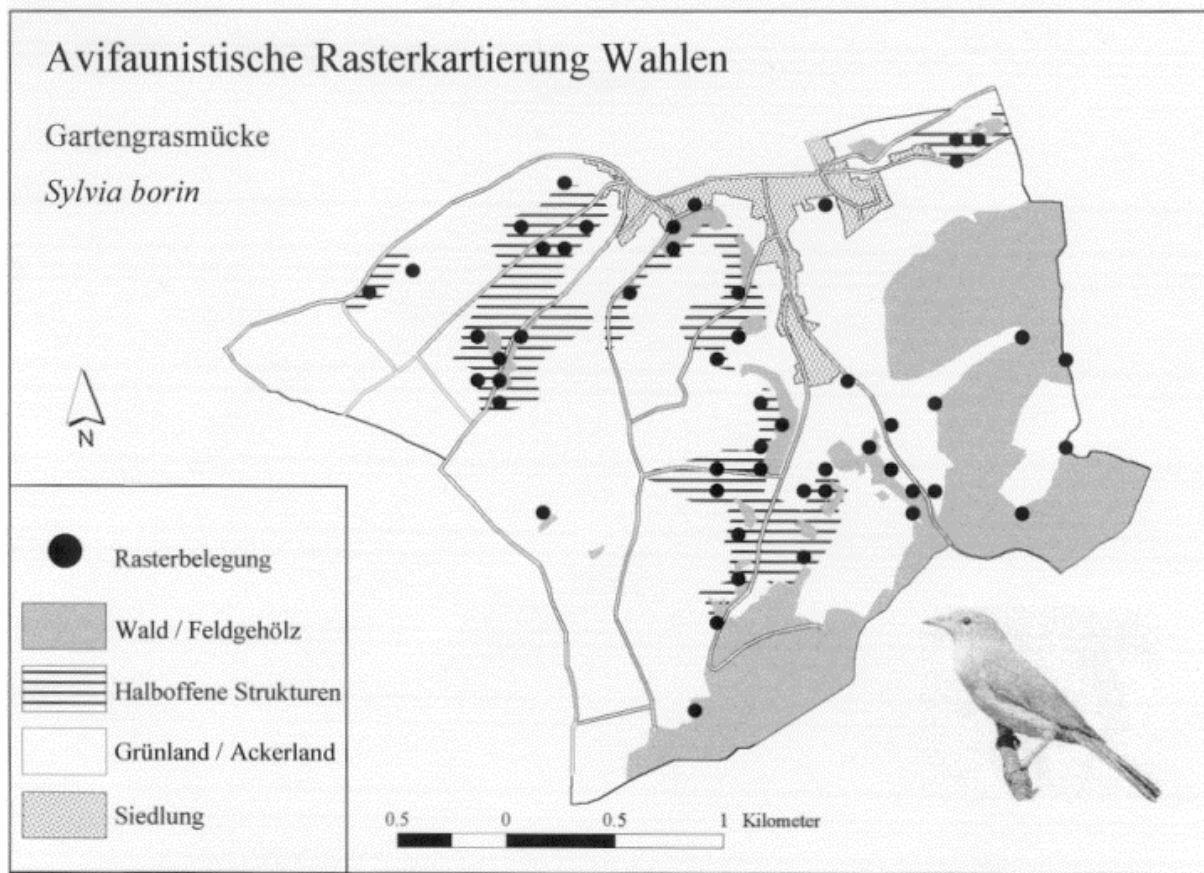 Avifaunistische Rasterkartierung Wahlen
Gartengrasmücke
Sylvia borin
N
Rasterbelegung
Wald / Feldgehölz
Halboffene Strukturen
Grünland / Ackerland
Siedlung
0.5 0 0.5 1 Kilometer